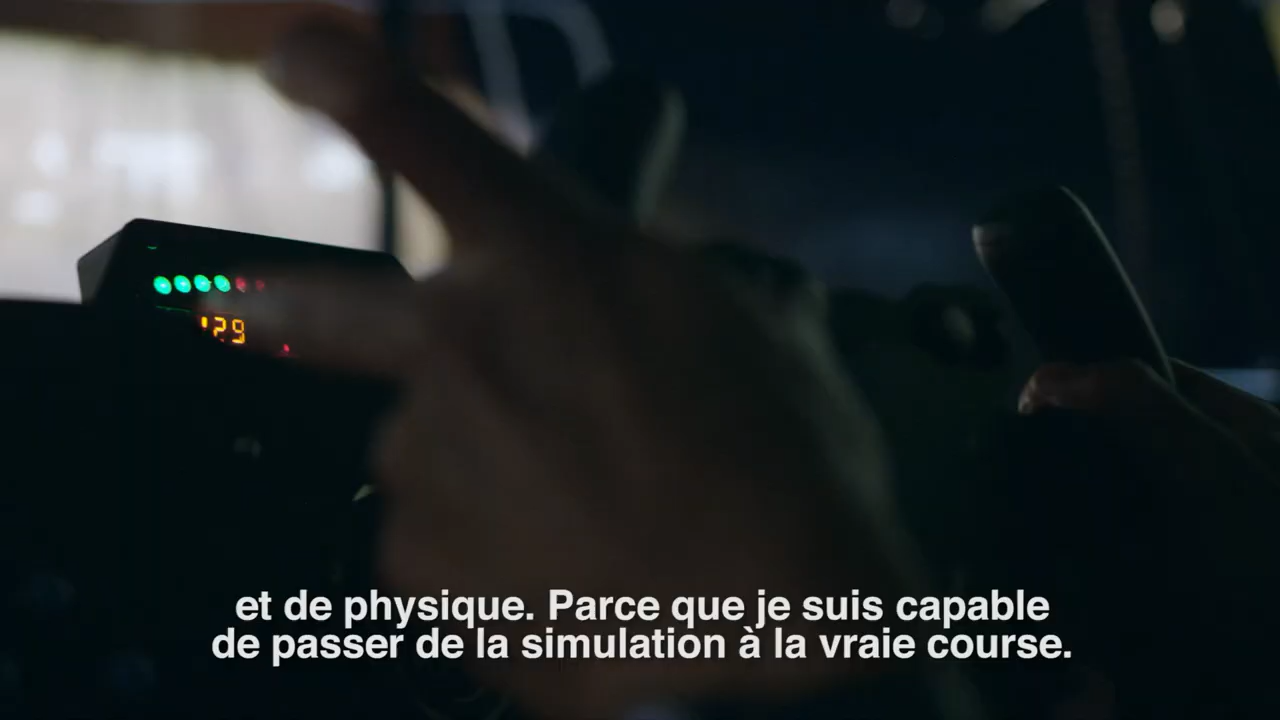 129
et de physique. Parce que je suis capable
de passer de la simulation à la vraie course.